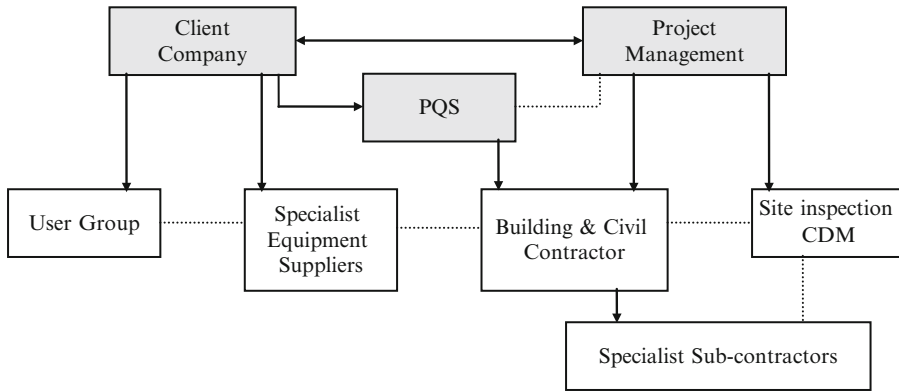 Client
Company
Project
Management
PQS
User Group
Specialist
Equipment
Suppliers
Building & Civil
Contractor
Site inspection
CDM
Specialist Sub-contractors